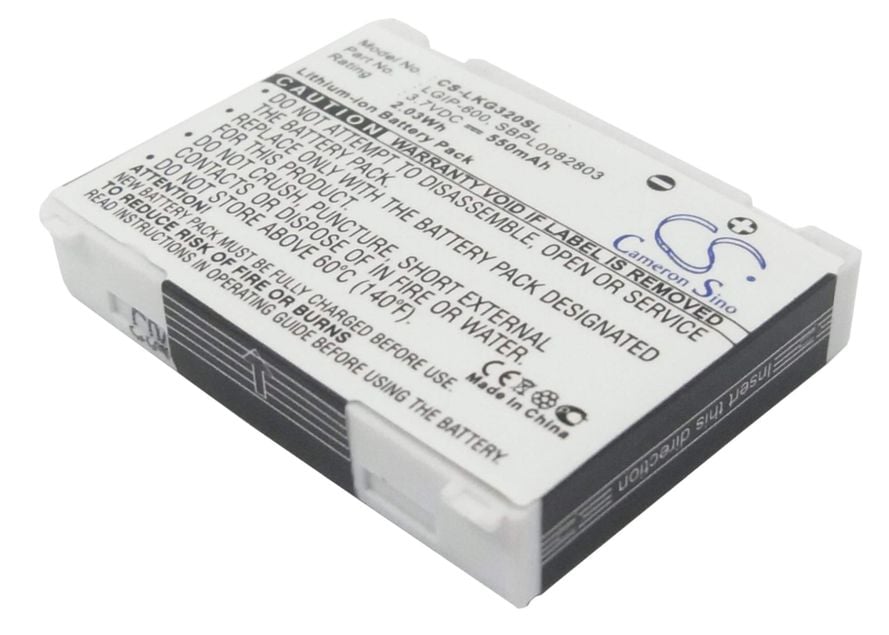 Model No. CS-LKG220SL
Part No. LGIP-600, SBPL0082803
Rating 3.7VDC 550mAh
2.03Wh
Lithium-Ion Battery Pack
CAUTION WARRANTY VOID IF LABEL IS REMOVED
• DO NOT ATTEMPT TO DISASSEMBLE, OPEN OR SERVICE
THE BATTERY PACK.
• USE ONLY WITH THE BATTERY PACK DESIGNATED
FOR THIS PRODUCT.
• DO NOT CRUSH, PUNCTURE, SHORT EXTERNAL
CONTACTS OR DISPOSE OF IN FIRE OR WATER.
• DO NOT STORE ABOVE 60°C (140°F).
ATTENTION
NEW BATTERY PACK MUST BE FULLY CHARGED BEFORE USE.
TO REDUCE RISK OF FIRE OR BURNS
READ INSTRUCTIONS IN OPERATING GUIDE BEFORE USING THE BATTERY.
CS
Cameron Sino
CE
Made in China
Insert this direction